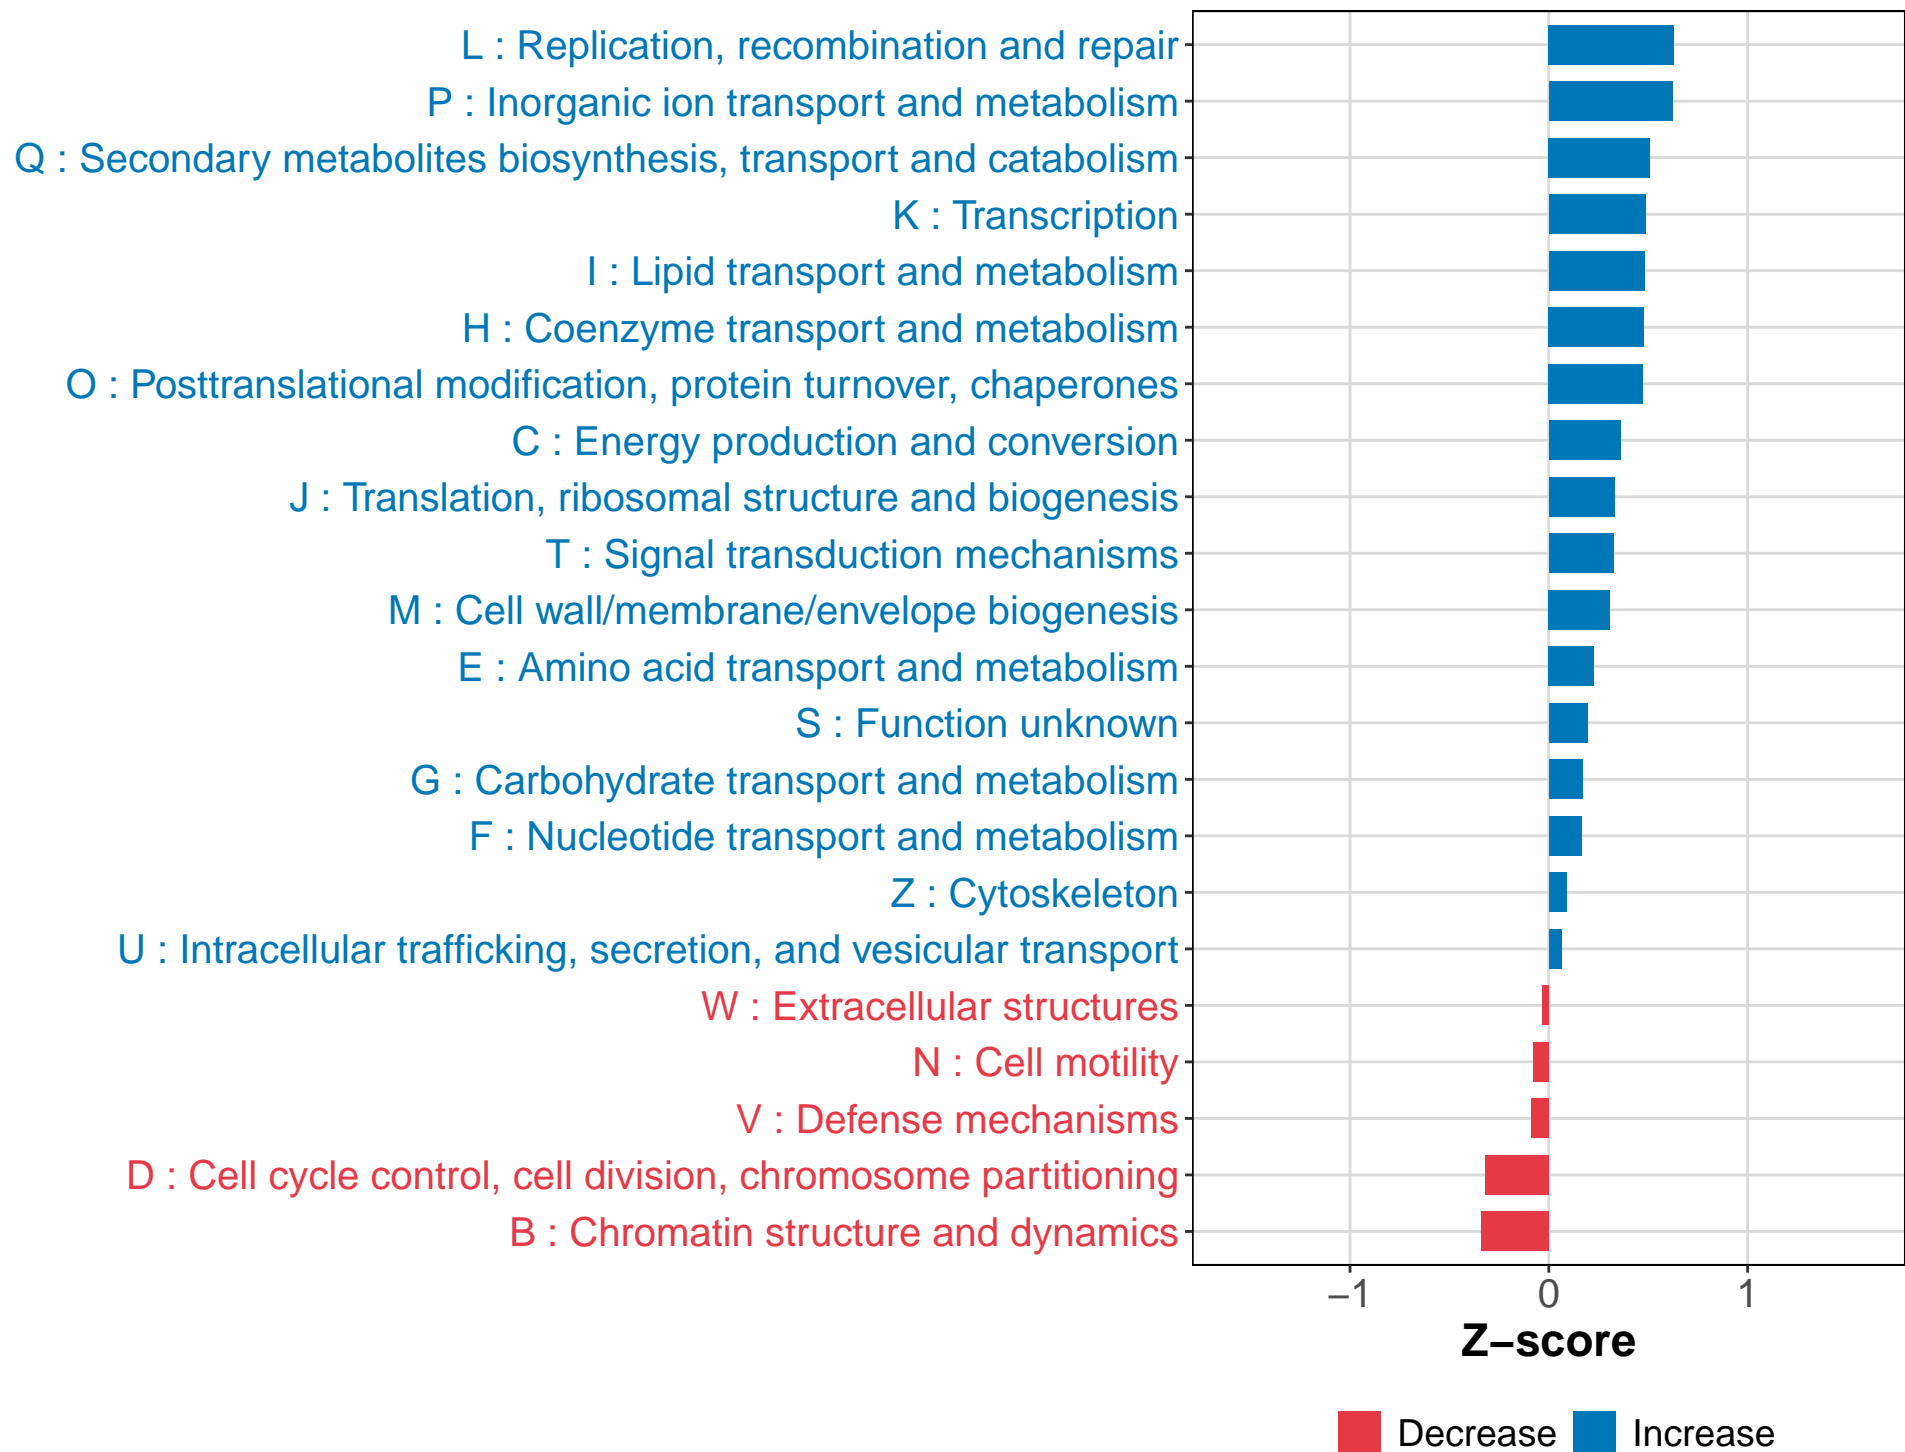 L : Replication, recombination and repair
P : Inorganic ion transport and metabolism
Q : Secondary metabolites biosynthesis, transport and catabolism
K : Transcription
I : Lipid transport and metabolism
H : Coenzyme transport and metabolism
O : Posttranslational modification, protein turnover, chaperones
C : Energy production and conversion
J : Translation, ribosomal structure and biogenesis
T : Signal transduction mechanisms
M : Cell wall/membrane/envelope biogenesis
E : Amino acid transport and metabolism
S : Function unknown
G : Carbohydrate transport and metabolism
F : Nucleotide transport and metabolism
Z : Cytoskeleton
U : Intracellular trafficking, secretion, and vesicular transport
W : Extracellular structures
N : Cell motility
V : Defense mechanisms
D : Cell cycle control, cell division, chromosome partitioning
B : Chromatin structure and dynamics
−1 0 1
Z−score
Decrease Increase